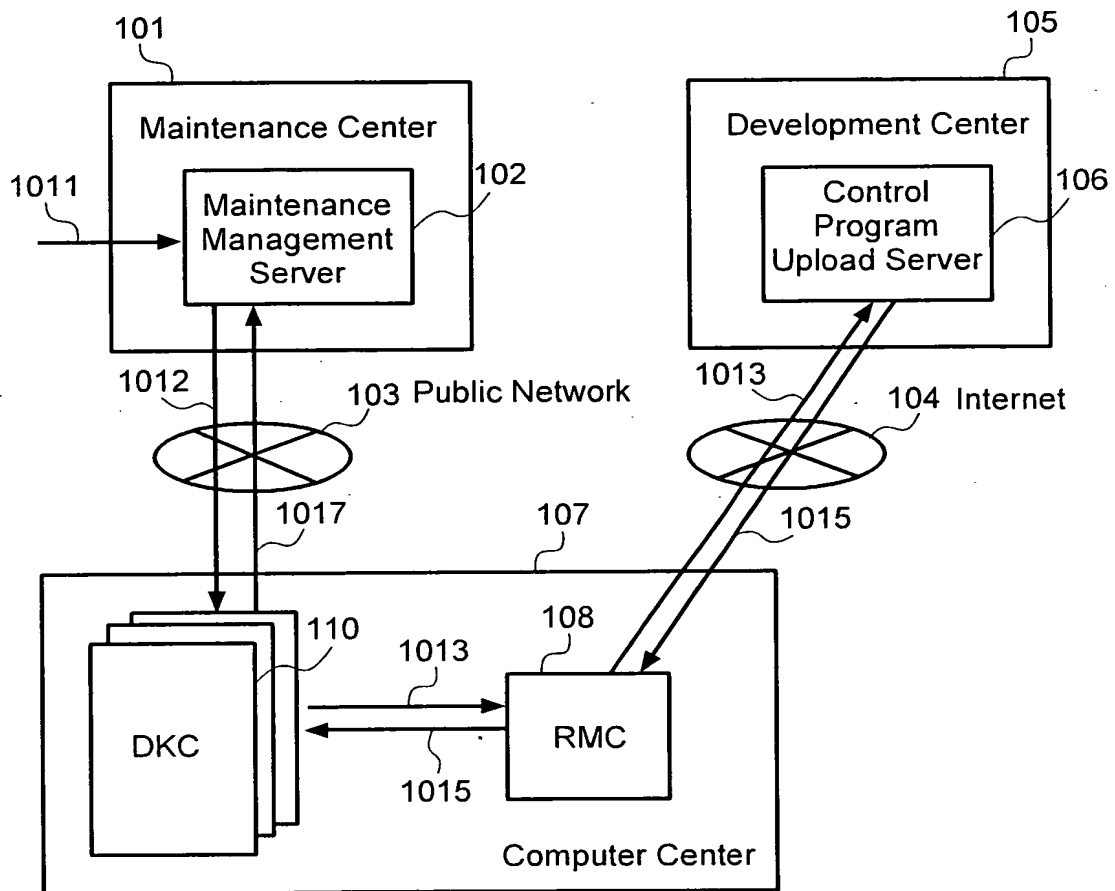 101
105
Maintenance Center
Development Center
1011
102
106
Maintenance
Management
Server
Control
Program
Upload Server
1012
103 Public Network
1013
104 Internet
1017
107
1015
110
108
1013
DKC
RMC
1015
Computer Center